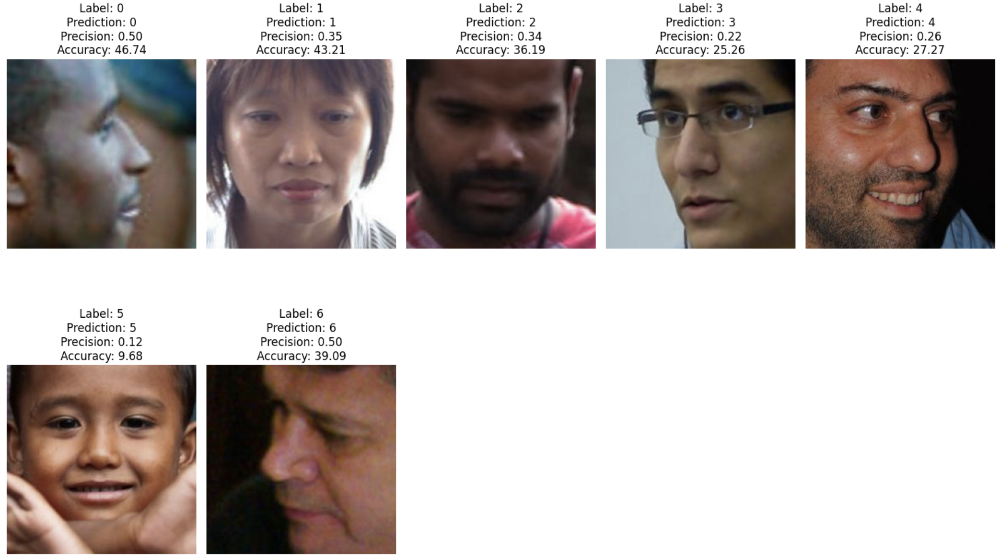 Label: 0
Prediction: 0
Precision: 0.50
Accuracy: 46.74
Label: 1
Prediction: 1
Precision: 0.35
Accuracy: 43.21
Label: 2
Prediction: 2
Precision: 0.34
Accuracy: 36.19
Label: 3
Prediction: 3
Precision: 0.22
Accuracy: 25.26
Label: 4
Prediction: 4
Precision: 0.26
Accuracy: 27.27
Label: 5
Prediction: 5
Precision: 0.12
Accuracy: 9.68
Label: 6
Prediction: 6
Precision: 0.50
Accuracy: 39.09